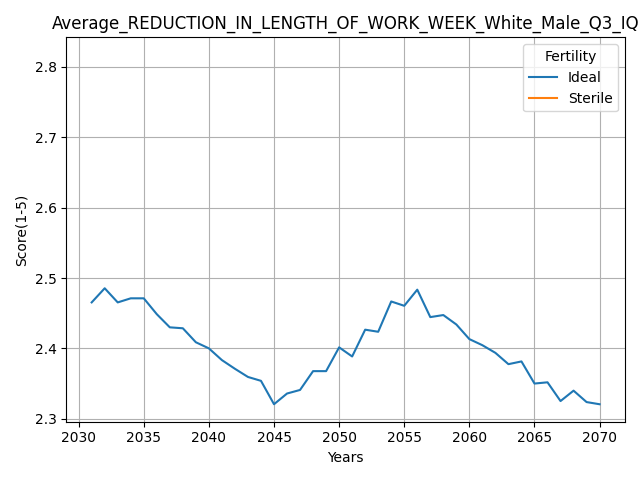 Average_REDUCTION_IN_LENGTH_OF_WORK_WEEK_White_Male_Q3_IQ
Fertility
Ideal
Sterile
2.8
2.7
2.6
2.5
2.4
2.3
Score(1-5)
2030 2035 2040 2045 2050 2055 2060 2065 2070
Years